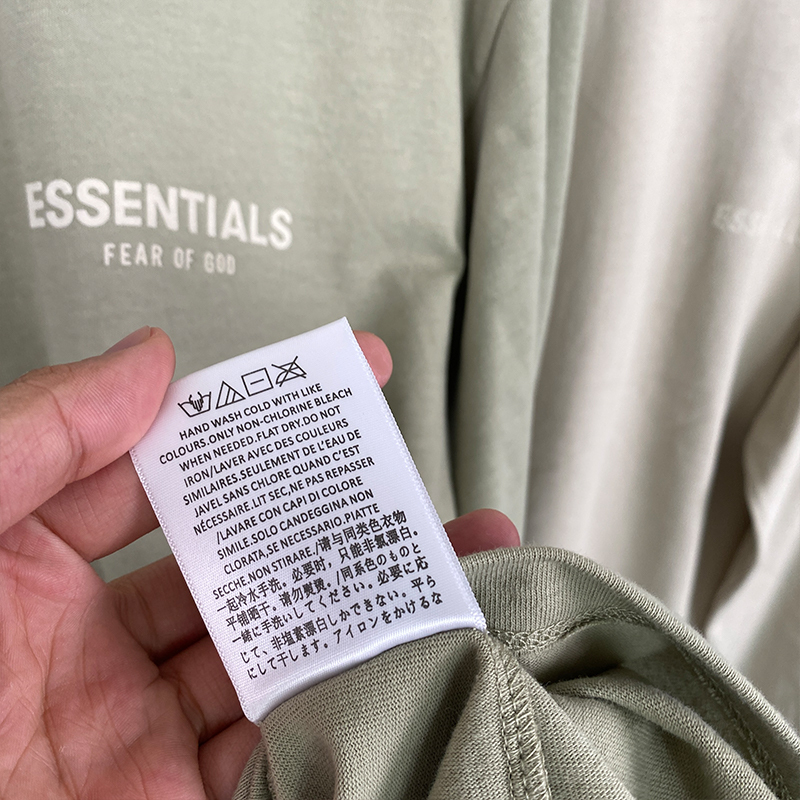 ESSENTIALS
FEAR OF GOD
HAND WASH COLD WITH LIKE
COLOURS.ONLY NON-CHLORINE BLEACH
WHEN NEEDED.FLAT DRY.DO NOT
IRON/LAVER AVEC DES COULEURS
SIMILAIRES.SEULEMENT DE L'EAU DE
JAVEL SANS CHLORE QUAND C'EST
NÉCESSAIRE.LIT SEC,NE PAS REPASSER
/LAVARE CON CAPI DI COLORE
SIMILE.SOLO CANDEGGINA NON
CLORATA,SE NECESSARIO.PIATTE
SECCHE.NON STIRARE./请与同类色衣物
一起冷水手洗。必要时，只能非氯漂白。
平铺晒干。请勿熨烫。/同系色のものと
一緒に手洗いしてください。必要に応
じて、非塩素漂白しかできない。平ら
にして干します。アイロンをかけるな